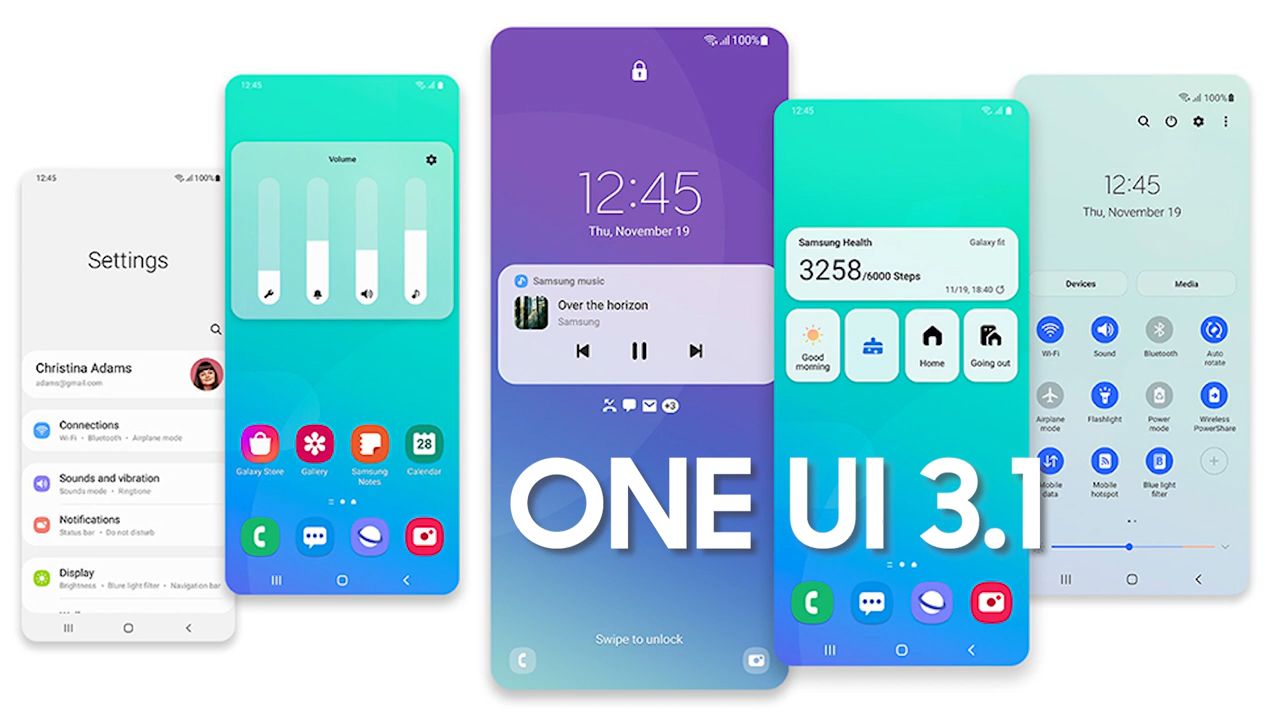 12:45
100%
Settings
Christina Adams
adams@gmail.com
Connections
Wi-Fi • Bluetooth • Airplane mode
Sounds and vibration
Sounds mode • Ringtone
Notifications
Status bar • Do not disturb
Display
Brightness • Blure light filter • Navigation bar
12:45
Volume
Galaxy Store
Gallery
Samsung
Notes
28
Calendar
100%
12:45
Thu, November 19
Samsung music
Over the horizon
Samsung
+3
Swipe to unlock
12:45
Samsung Health
Galaxy fit
3258/6000 Steps
11/19, 18:40
Good
morning
Home
Going out
ONE UI 3.1
100%
12:45
Thu, November 19
Devices
Media
Wi-Fi
Sound
Bluetooth
Auto
rotate
Airplane
mode
Flashlight
Power
mode
Wireless
PowerShare
Mobile
data
Mobile
hotspot
Blue light
filter